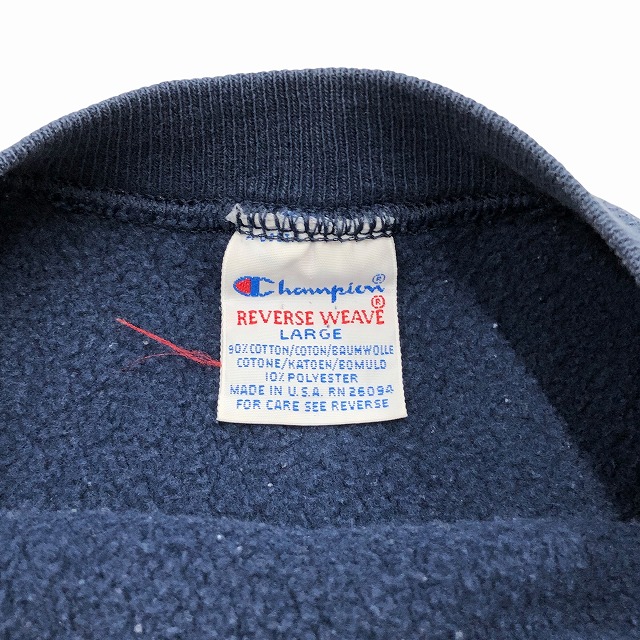 Champion®
REVERSE WEAVE®
LARGE
90% COTTON/COTON/BAUMWOLLE
COTONE/KATOEN/BOMULD
10% POLYESTER
MADE IN U.S.A. RN 26094
FOR CARE SEE REVERSE